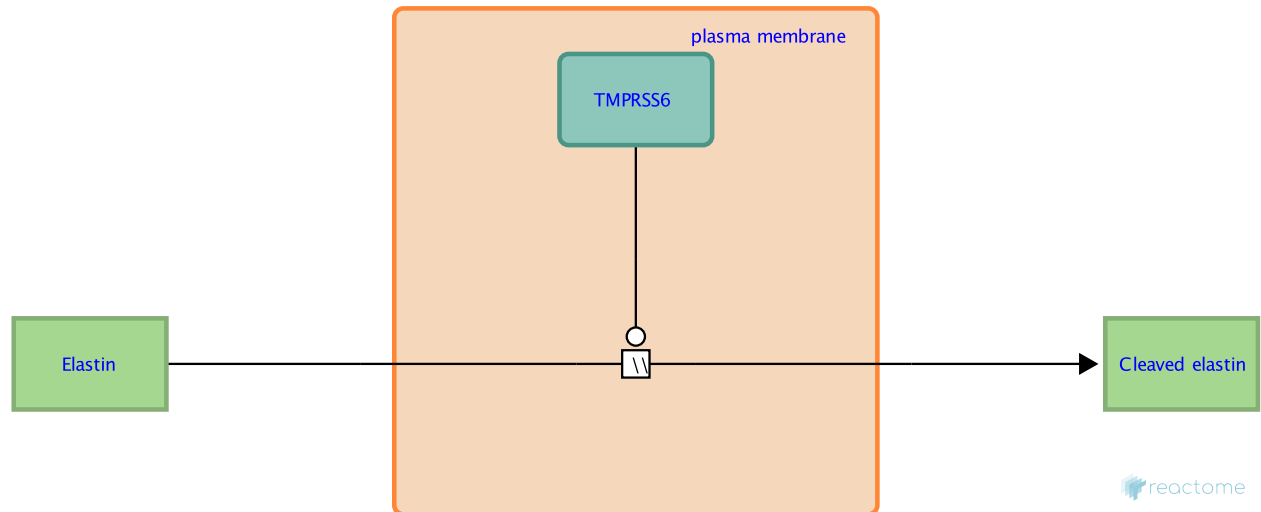 plasma membrane
TMPRSS6
Elastin
\\
Cleaved elastin
reactome